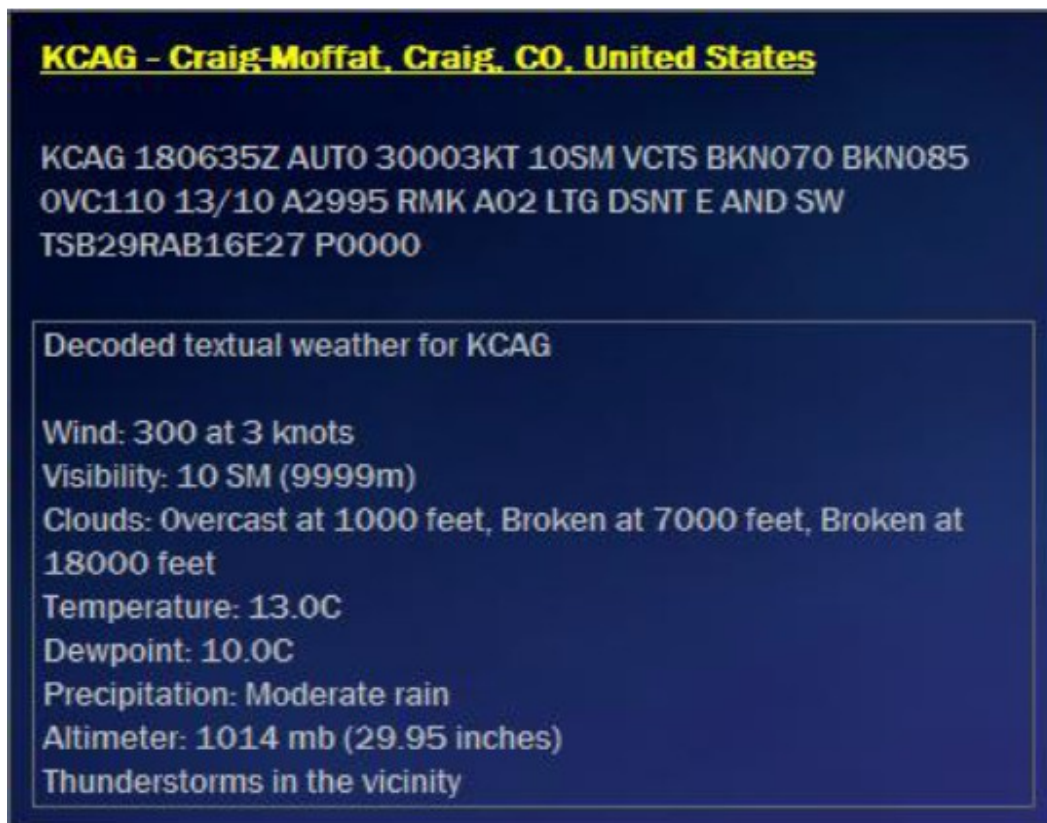 KCAG - Craig-Moffat, Craig, CO, United States
KCAG 180635Z AUTO 30003KT 10SM VCTS BKN070 BKN085
OVC110 13/10 A2995 RMK A02 LTG DSNT E AND SW
TSB29RAB16E27 P0000
Decoded textual weather for KCAG
Wind: 300 at 3 knots
Visibility: 10 SM (9999m)
Clouds: Overcast at 1000 feet, Broken at 7000 feet, Broken at
18000 feet
Temperature: 13.0C
Dewpoint: 10.0C
Precipitation: Moderate rain
Altimeter: 1014 mb (29.95 inches)
Thunderstorms in the vicinity